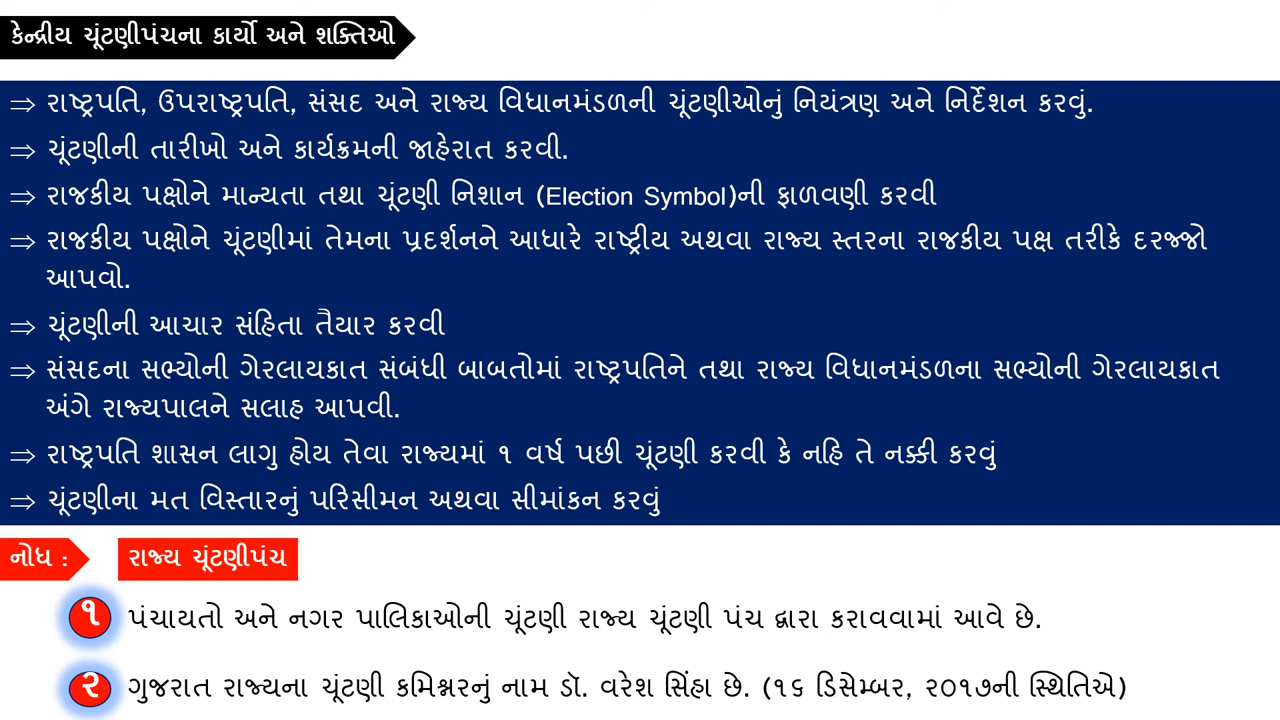 કેન્દ્રીય ચૂંટણીપંચના કાર્યો અને શક્તિઓ
⇒ રાષ્ટ્રપતિ, ઉપરાષ્ટ્રપતિ, સંસદ અને રાજ્ય વિધાનમંડળની ચૂંટણીઓનું નિયંત્રણ અને નિર્દેશન કરવું.
⇒ ચૂંટણીની તારીખો અને કાર્યક્રમની જાહેરાત કરવી.
⇒ રાજકીય પક્ષોને માન્યતા તથા ચૂંટણી નિશાન (Election Symbol)ની ફાળવણી કરવી
⇒ રાજકીય પક્ષોને ચૂંટણીમાં તેમના પ્રદર્શનને આધારે રાષ્ટ્રીય અથવા રાજ્ય સ્તરના રાજકીય પક્ષ તરીકે દરજ્જો
આપવો.
⇒ ચૂંટણીની આચાર સંહિતા તૈયાર કરવી
⇒ સંસદના સભ્યોની ગેરલાયકાત સંબંધી બાબતોમાં રાષ્ટ્રપતિને તથા રાજ્ય વિધાનમંડળના સભ્યોની ગેરલાયકાત
અંગે રાજ્યપાલને સલાહ આપવી.
⇒ રાષ્ટ્રપતિ શાસન લાગુ હોય તેવા રાજ્યમાં ૧ વર્ષ પછી ચૂંટણી કરવી કે નહિ તે નક્કી કરવું
⇒ ચૂંટણીના મત વિસ્તારનું પરિસીમન અથવા સીમાંકન કરવું
નોધ : રાજ્ય ચૂંટણીપંચ
૧ પંચાયતો અને નગર પાલિકાઓની ચૂંટણી રાજ્ય ચૂંટણી પંચ દ્વારા કરાવવામાં આવે છે.
૨ ગુજરાત રાજ્યના ચૂંટણી કમિશ્નરનું નામ ડૉ. વરેશ સિંહા છે. (૧૬ ડિસેમ્બર, ૨૦૧૭ની સ્થિતિએ)